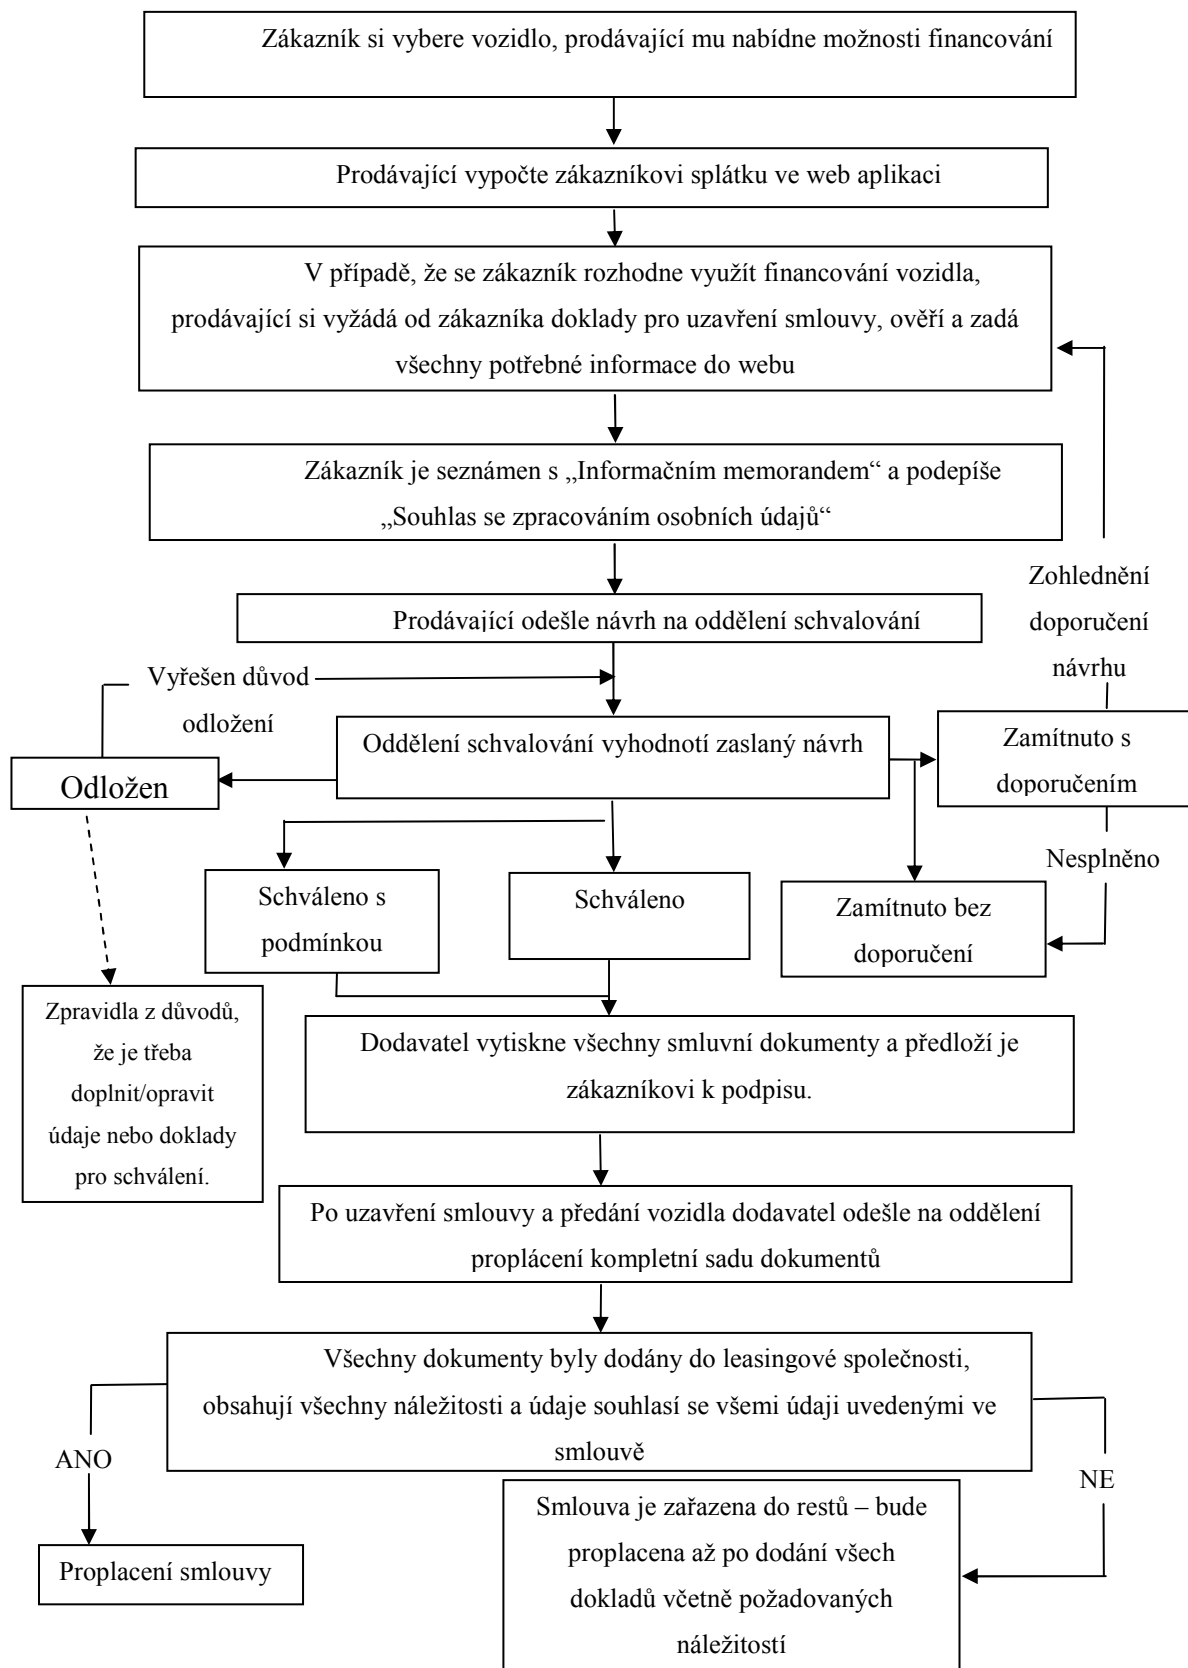 Zákazník si vybere vozidlo, prodávající mu nabídne možnosti financování
Prodávající vypočte zákazníkovi splátku ve web aplikaci
V případě, že se zákazník rozhodne využít financování vozidla,
prodávající si vyžádá od zákazníka doklady pro uzavření smlouvy, ověří a zadá
všechny potřebné informace do webu
Zákazník je seznámen s „Informačním memorandem“ a podepíše
„Souhlas se zpracováním osobních údajů“
Zohlednění
doporučení
návrhu
Prodávající odešle návrh na oddělení schvalování
Vyřešen důvod
odložení
Oddělení schvalování vyhodnotí zaslaný návrh
Zamítnuto s
doporučením
Odložen
Nesplněno
Schváleno s
podmínkou
Schváleno
Zamítnuto bez
doporučení
Zpravidla z důvodů,
že je třeba
doplnit/opravit
údaje nebo doklady
pro schválení.
Dodavatel vytiskne všechny smluvní dokumenty a předloží je
zákazníkovi k podpisu.
Po uzavření smlouvy a předání vozidla dodavatel odešle na oddělení
proplácení kompletní sadu dokumentů
Všechny dokumenty byly dodány do leasingové společnosti,
obsahují všechny náležitosti a údaje souhlasí se všemi údaji uvedenými ve
smlouvě
ANO
NE
Proplacení smlouvy
Smlouva je zařazena do restů – bude
proplacena až po dodání všech
dokladů včetně požadovaných
náležitostí